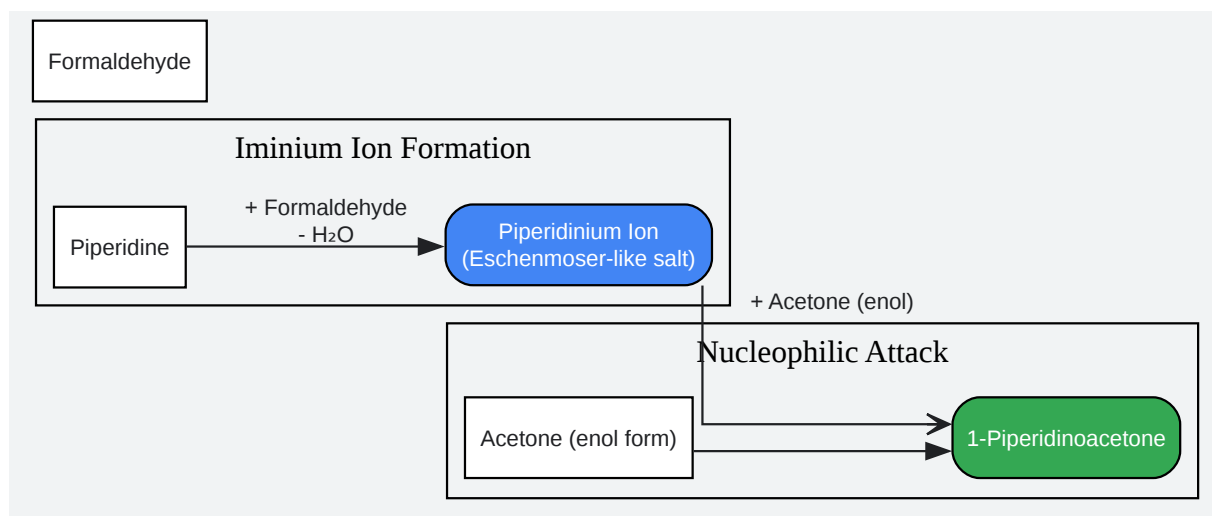 Formaldehyde
Iminium Ion Formation
Piperidine
+ Formaldehyde
- H₂O
Piperidinium Ion
(Eschenmoser-like salt)
+ Acetone (enol)
Nucleophilic Attack
Acetone (enol form)
1-Piperidinoacetone